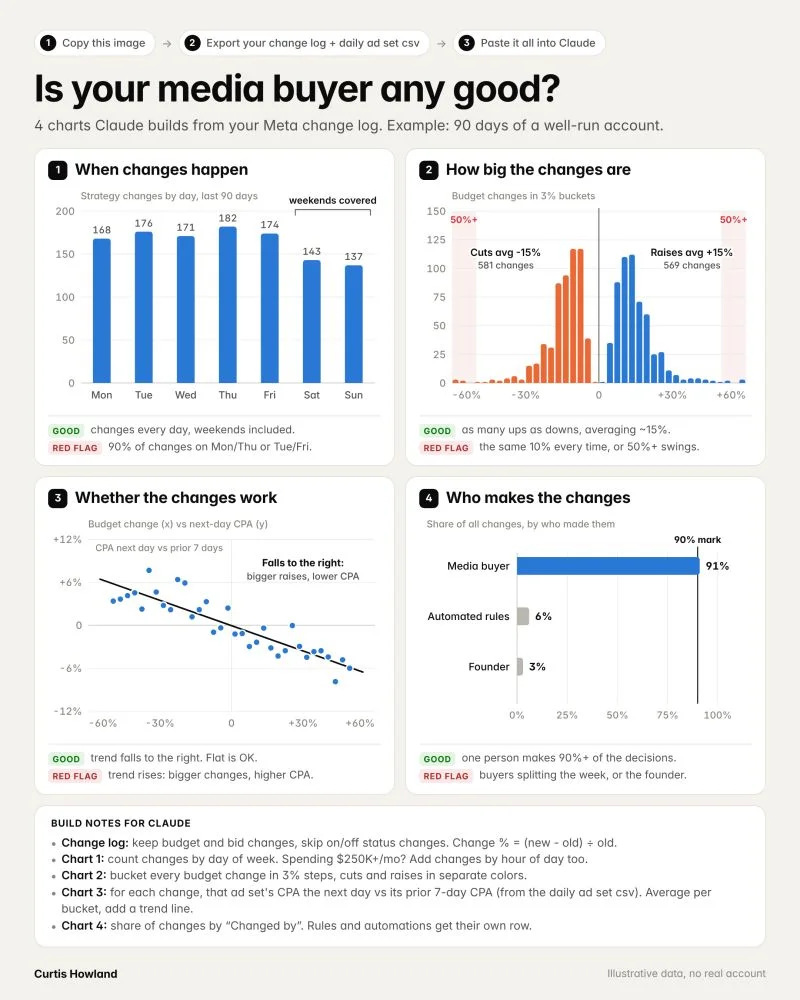 1 Copy this image → 2 Export your change log + daily ad set csv → 3 Paste it all into Claude
Is your media buyer any good?
4 charts Claude builds from your Meta change log. Example: 90 days of a well-run account.
1 When changes happen
Strategy changes by day, last 90 days
weekends covered
200
150
100
50
0
168 176 171 182 174 143 137
Mon Tue Wed Thu Fri Sat Sun
GOOD changes every day, weekends included.
RED FLAG 90% of changes on Mon/Thu or Tue/Fri.
2 How big the changes are
Budget changes in 3% buckets
150
125
100
75
50
25
0
50%+ 50%+
Cuts avg -15% Raises avg +15%
581 changes 569 changes
-60% -30% 0 +30% +60%
GOOD as many ups as downs, averaging ~15%.
RED FLAG the same 10% every time, or 50%+ swings.
3 Whether the changes work
Budget change (x) vs next-day CPA (y)
+12%
+6%
0
-6%
-12%
CPA next day vs prior 7 days
Falls to the right:
bigger raises, lower CPA
-60% -30% 0 +30% +60%
GOOD trend falls to the right. Flat is OK.
RED FLAG trend rises: bigger changes, higher CPA.
4 Who makes the changes
Share of all changes, by who made them
90% mark
Media buyer 91%
Automated rules 6%
Founder 3%
0% 25% 50% 75% 100%
GOOD one person makes 90%+ of the decisions.
RED FLAG buyers splitting the week, or the founder.
BUILD NOTES FOR CLAUDE
• Change log: keep budget and bid changes, skip on/off status changes. Change % = (new - old) ÷ old.
• Chart 1: count changes by day of week. Spending $250K+/mo? Add changes by hour of day too.
• Chart 2: bucket every budget change in 3% steps, cuts and raises in separate colors.
• Chart 3: for each change, that ad set's CPA the next day vs its prior 7-day CPA (from the daily ad set csv). Average per
bucket, add a trend line.
• Chart 4: share of changes by “Changed by”. Rules and automations get their own row.
Curtis Howland
Illustrative data, no real account